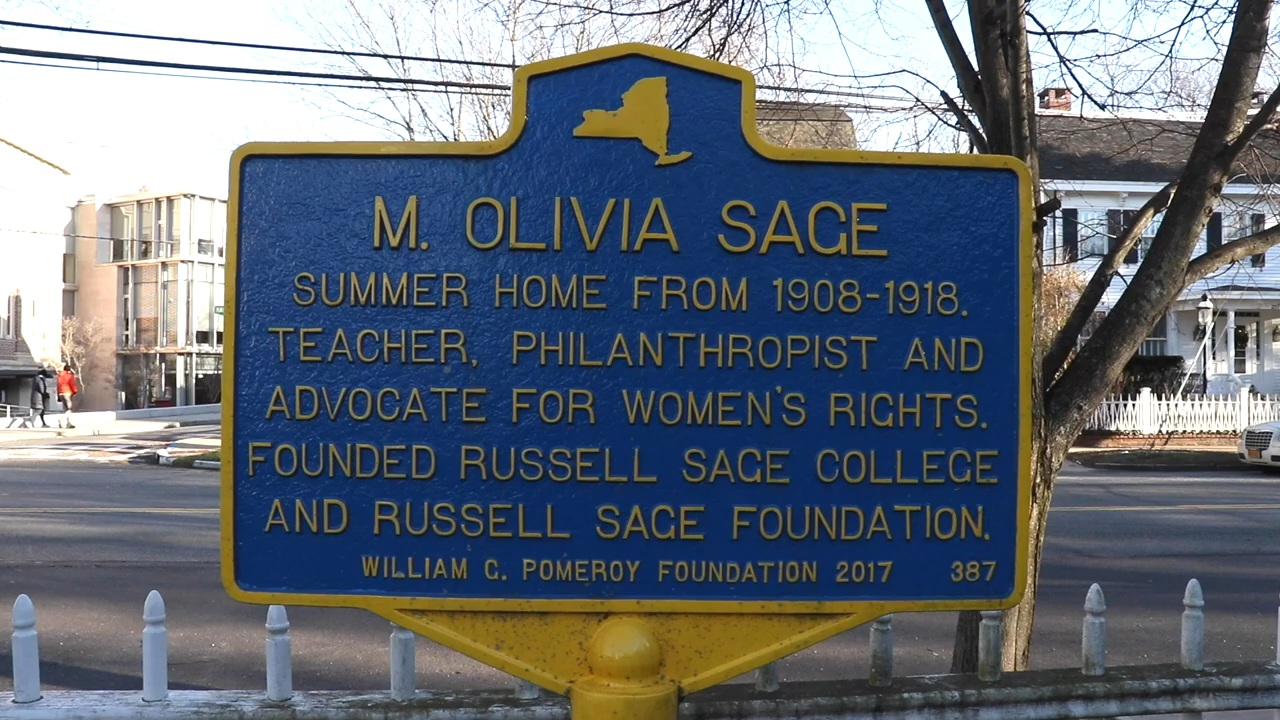 M. OLIVIA SAGE
SUMMER HOME FROM 1908-1918.
TEACHER, PHILANTHROPIST AND
ADVOCATE FOR WOMEN'S RIGHTS.
FOUNDED RUSSELL SAGE COLLEGE
AND RUSSELL SAGE FOUNDATION.
WILLIAM G. POMEROY FOUNDATION 2017 387